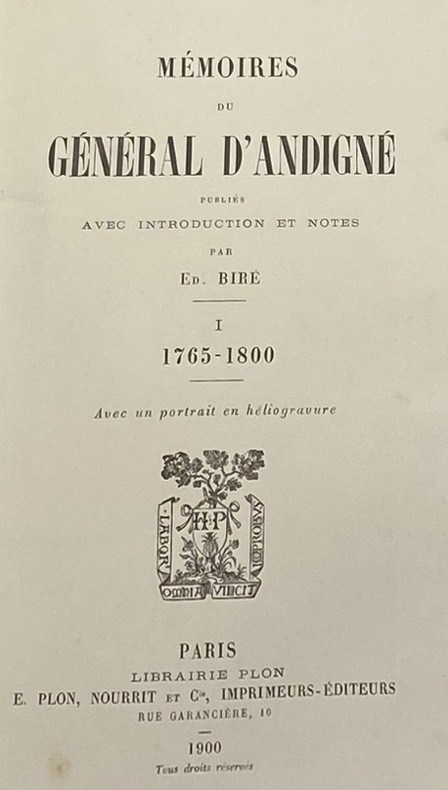 MÉMOIRES
DU
GÉNÉRAL D'ANDIGNÉ
PUBLIÉS
AVEC INTRODUCTION ET NOTES
PAR
ED. BIRÉ
I
1765-1800
Avec un portrait en héliogravure
H P
LABOR IMPROBVS
OMNIA VINCIT
PARIS
LIBRAIRIE PLON
E. PLON, NOURRIT ET Cie, IMPRIMEURS-ÉDITEURS
RUE GARANCIÈRE, 10
1900
Tous droits réservés